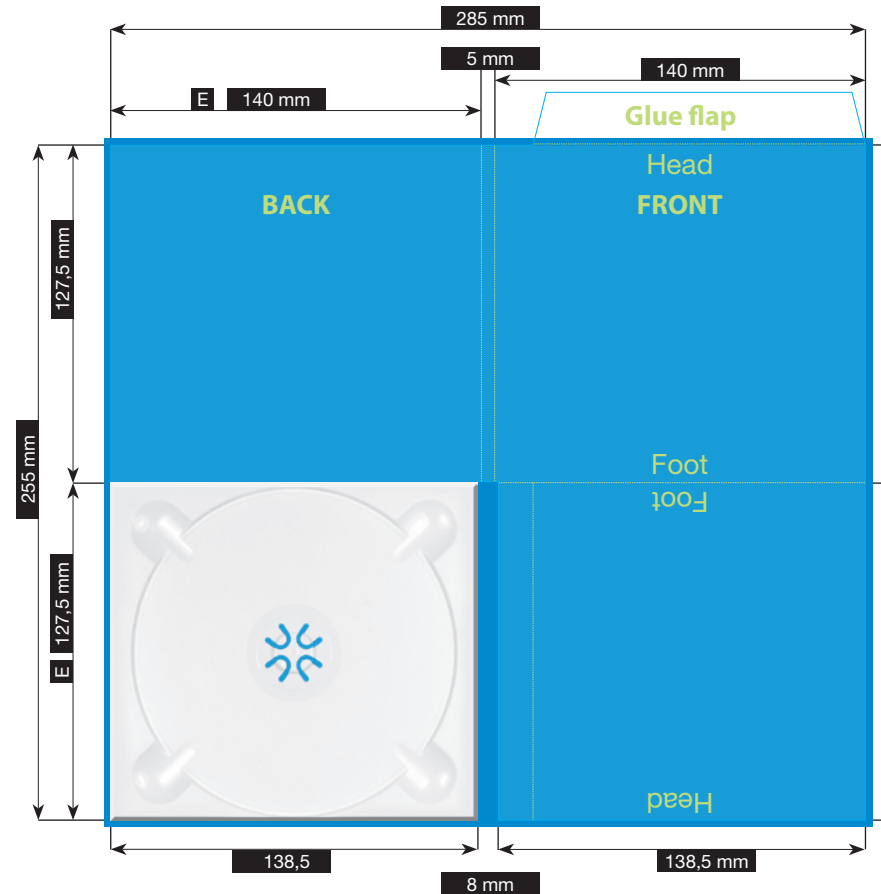 285 mm
5 mm
140 mm
E 140 mm
Glue flap
Head
BACK
FRONT
127,5 mm
255 mm
Foot
Foot
E 127,5 mm
Head
138,5
138,5 mm
8 mm